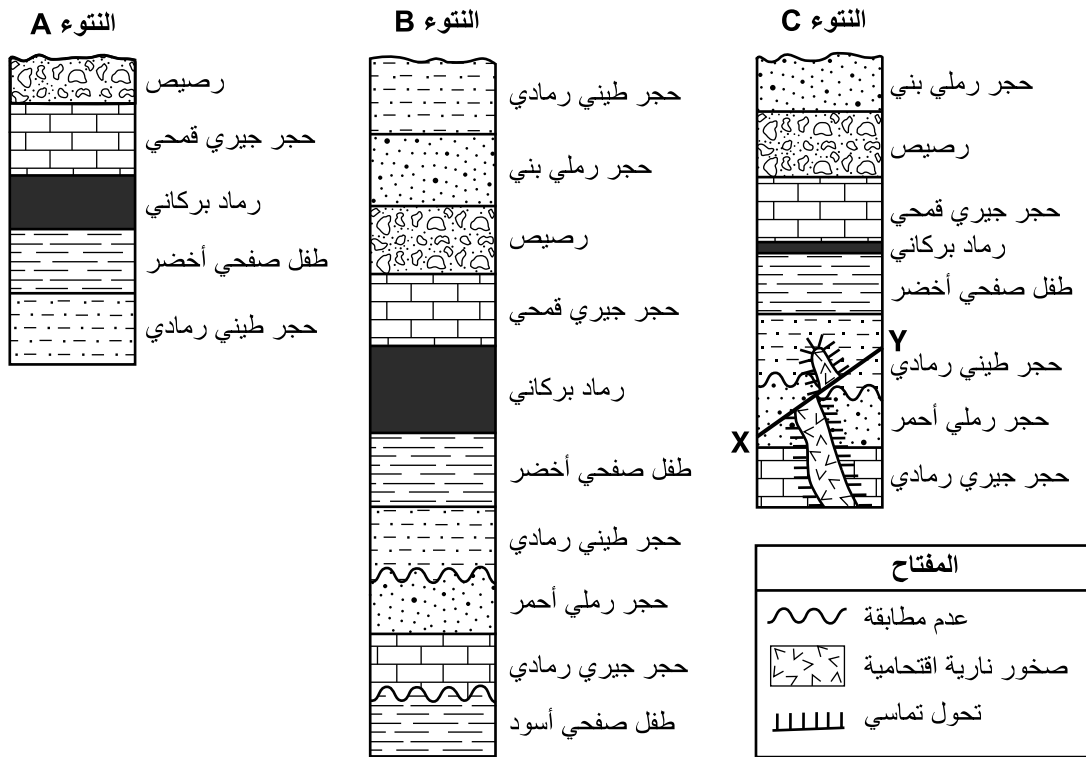 النتوء A
رصيص
حجر جيري قمحي
رماد بركاني
طفل صفحي أخضر
حجر طيني رمادي
النتوء B
حجر طيني رمادي
حجر رملي بني
رصيص
حجر جيري قمحي
رماد بركاني
طفل صفحي أخضر
حجر طيني رمادي
حجر رملي أحمر
حجر جيري رمادي
طفل صفحي أسود
النتوء C
حجر رملي بني
رصيص
حجر جيري قمحي
رماد بركاني
طفل صفحي أخضر
Y
حجر طيني رمادي
حجر رملي أحمر
X
حجر جيري رمادي
المفتاح
عدم مطابقة
صخور نارية اقتحامية
تحول تماسي